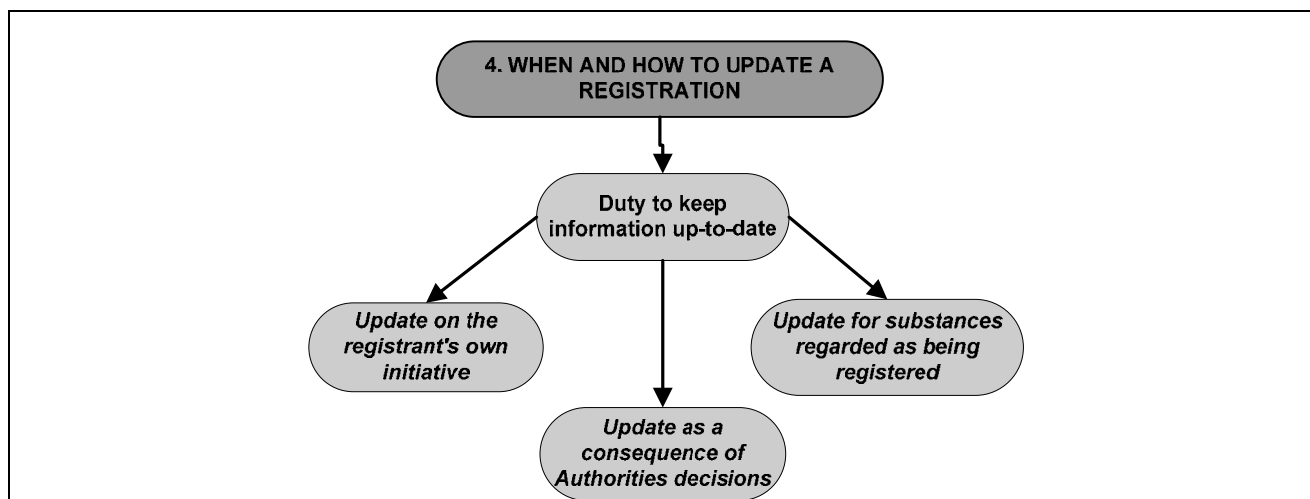 4. WHEN AND HOW TO UPDATE A
REGISTRATION
Duty to keep
information up-to-date
Update on the
registrant's own
initiative
Update for substances
regarded as being
registered
Update as a
consequence of
Authorities decisions